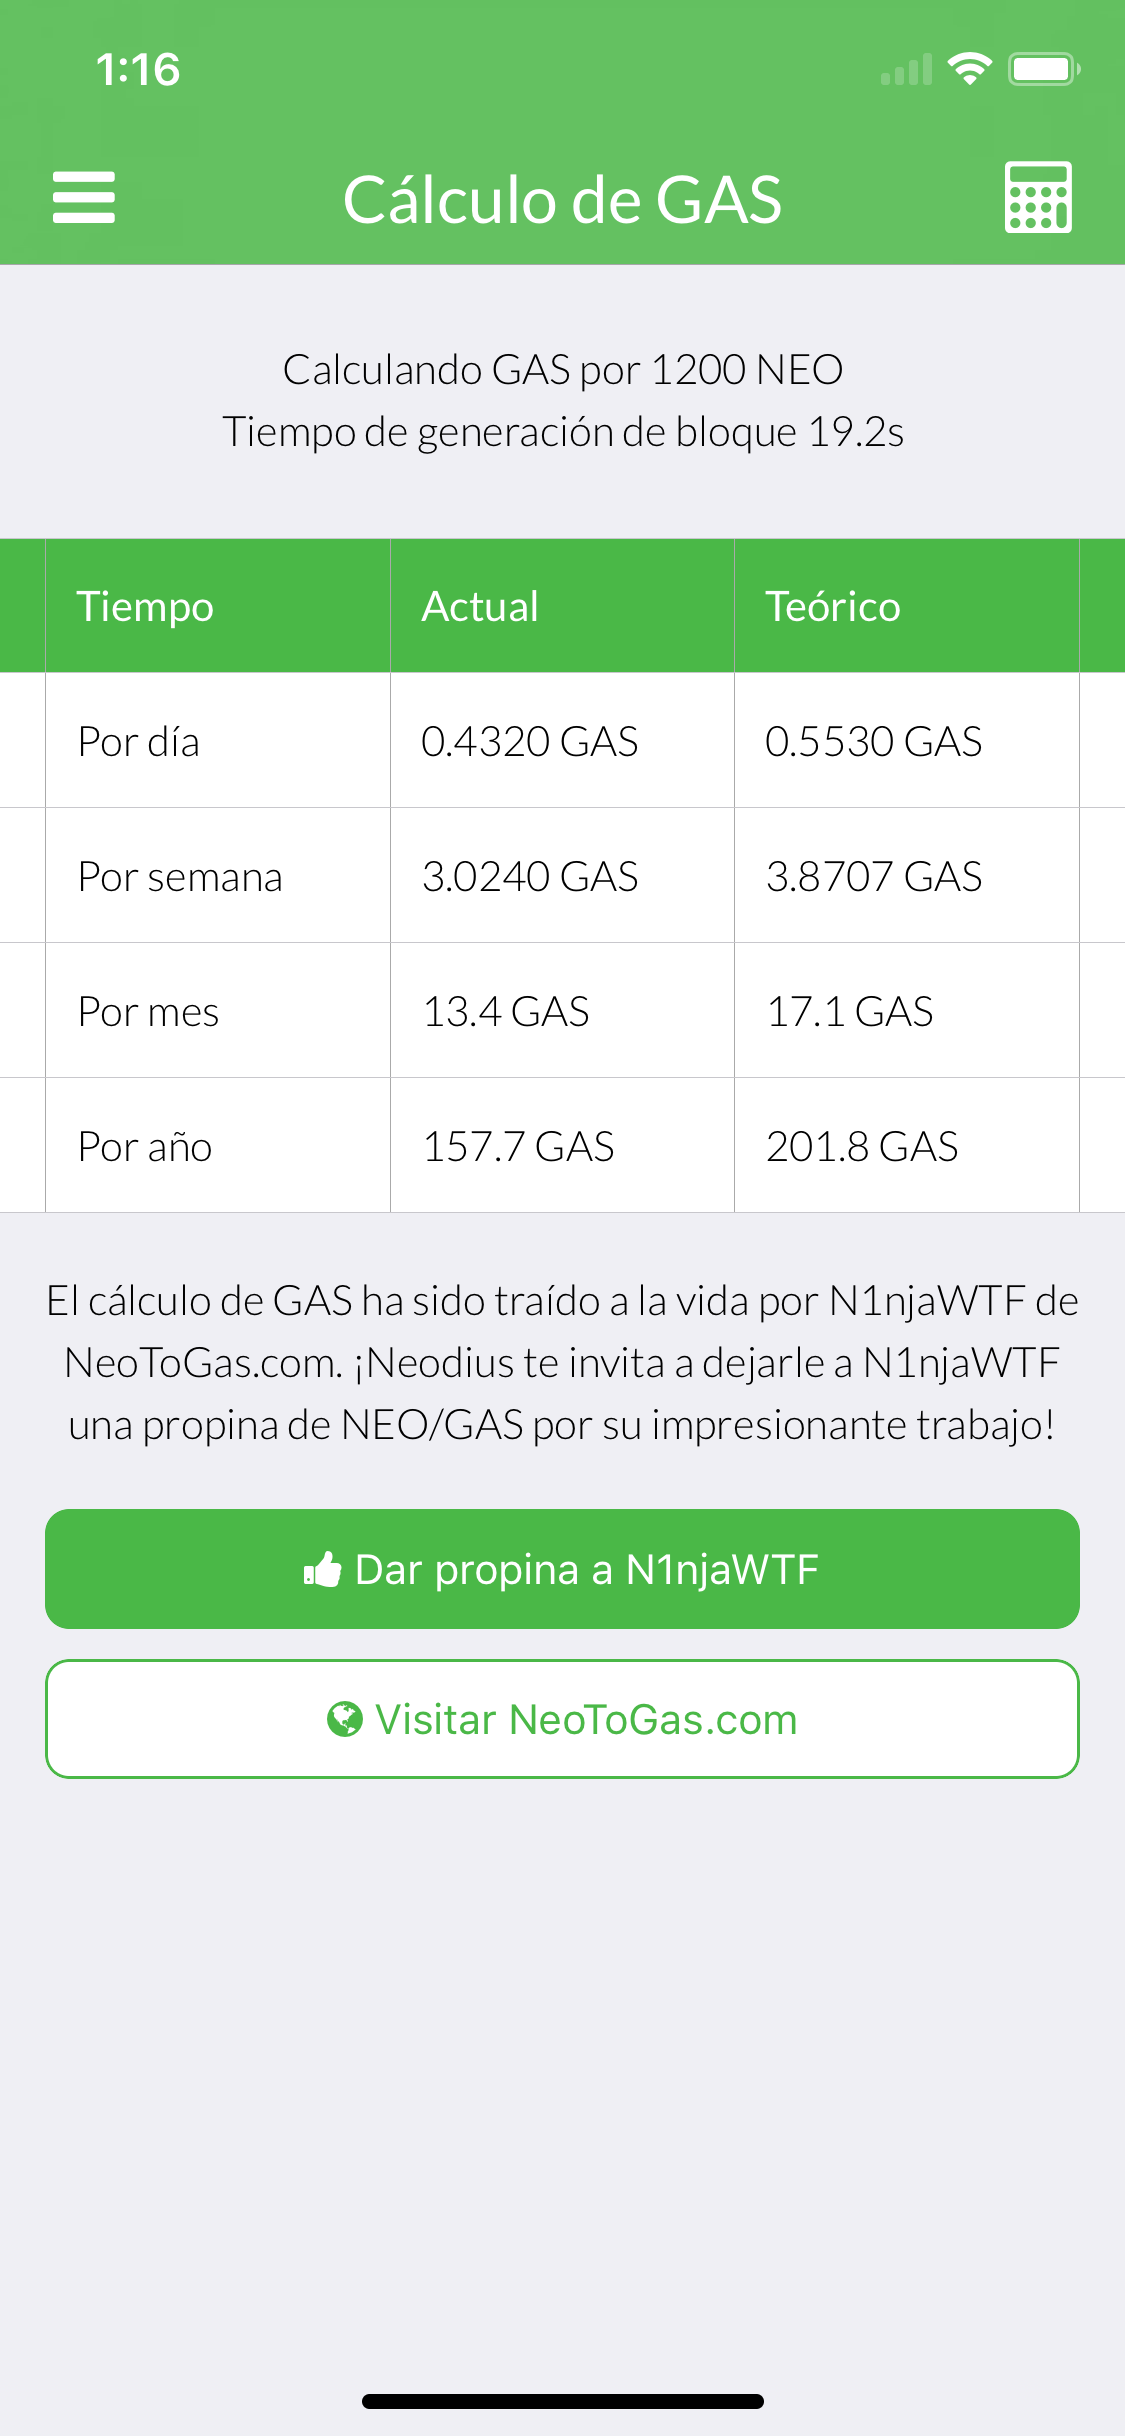 1:16
Cálculo de GAS
Calculando GAS por 1200 NEO
Tiempo de generación de bloque 19.2s
Tiempo Actual Teórico
Por día 0.4320 GAS 0.5530 GAS
Por semana 3.0240 GAS 3.8707 GAS
Por mes 13.4 GAS 17.1 GAS
Por año 157.7 GAS 201.8 GAS
El cálculo de GAS ha sido traído a la vida por N1njaWTF de
NeoToGas.com. ¡Neodius te invita a dejarle a N1njaWTF
una propina de NEO/GAS por su impresionante trabajo!
Dar propina a N1njaWTF
Visitar NeoToGas.com